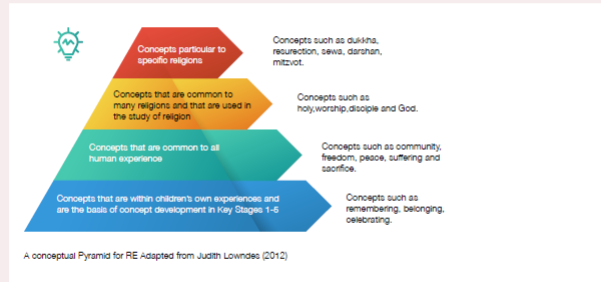 Concepts particular to
specific religions
Concepts such as dukkha,
resurection, sewa, darshan,
mitzvot.
Concepts that are common to
many religions and that are used in
the study of religion
Concepts such as
holy,worship,disciple and God.
Concepts that are common to all
human experience
Concepts such as community,
freedom, peace, suffering and
sacrifice.
Concepts that are within children's own experiences and
are the basis of concept development in Key Stages 1-5
Concepts such as
remembering, belonging,
celebrating.
A conceptual Pyramid for RE Adapted from Judith Lowndes (2012)